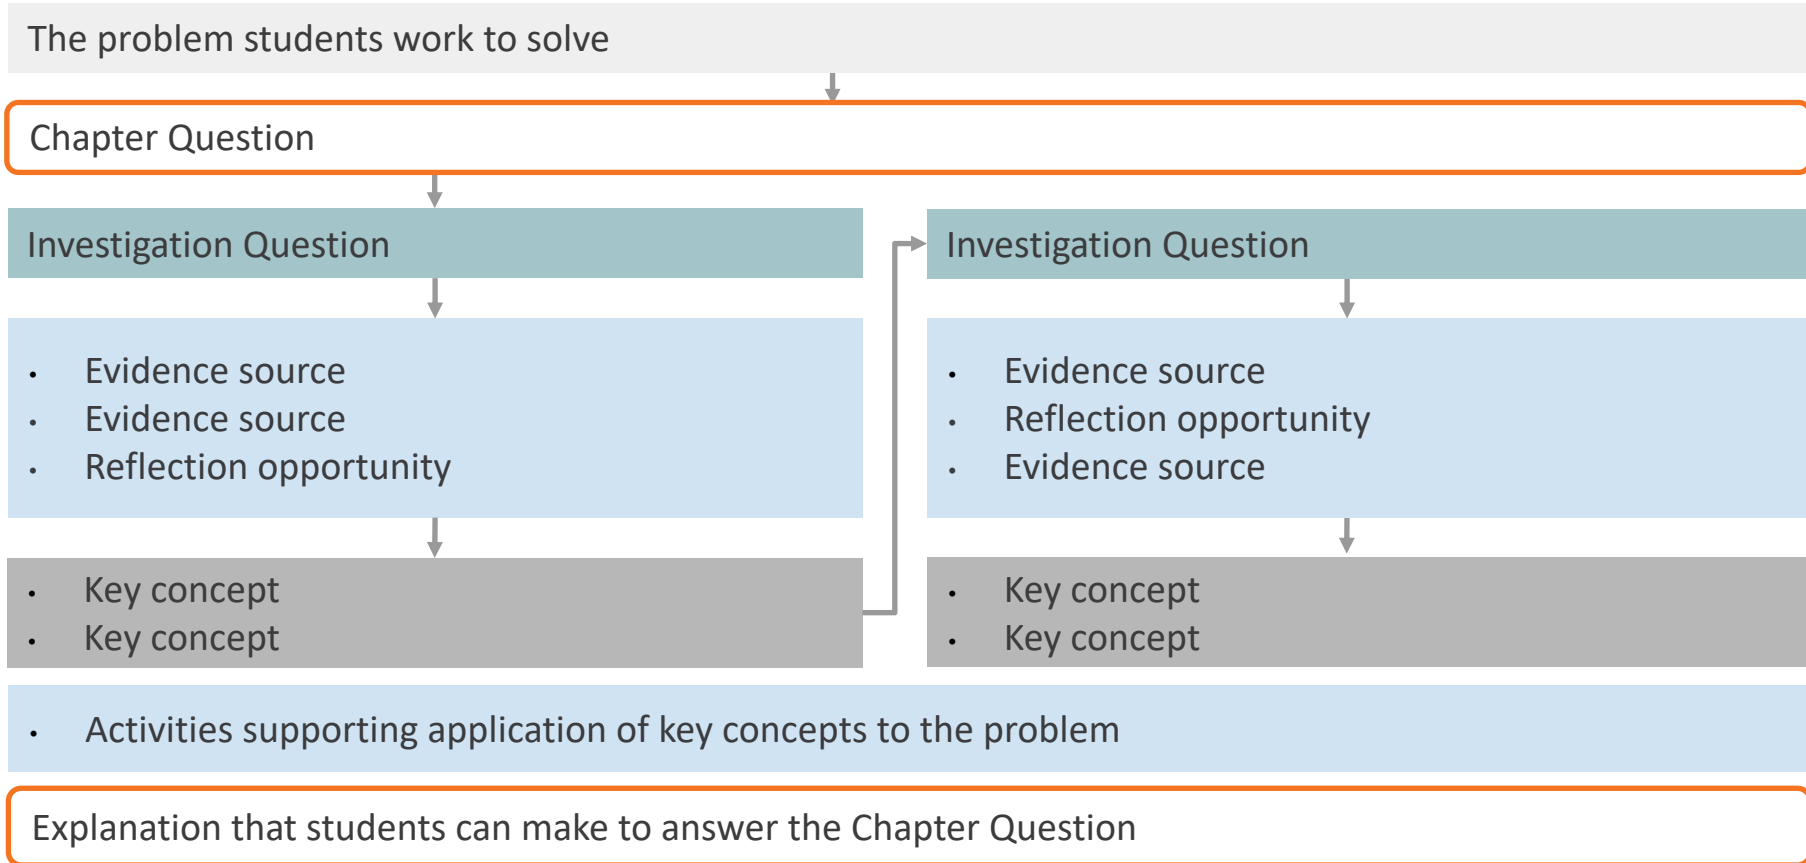 The problem students work to solve
Chapter Question
Investigation Question
• Evidence source
• Evidence source
• Reflection opportunity
• Key concept
• Key concept
Investigation Question
• Evidence source
• Reflection opportunity
• Evidence source
• Key concept
• Key concept
• Activities supporting application of key concepts to the problem
Explanation that students can make to answer the Chapter Question